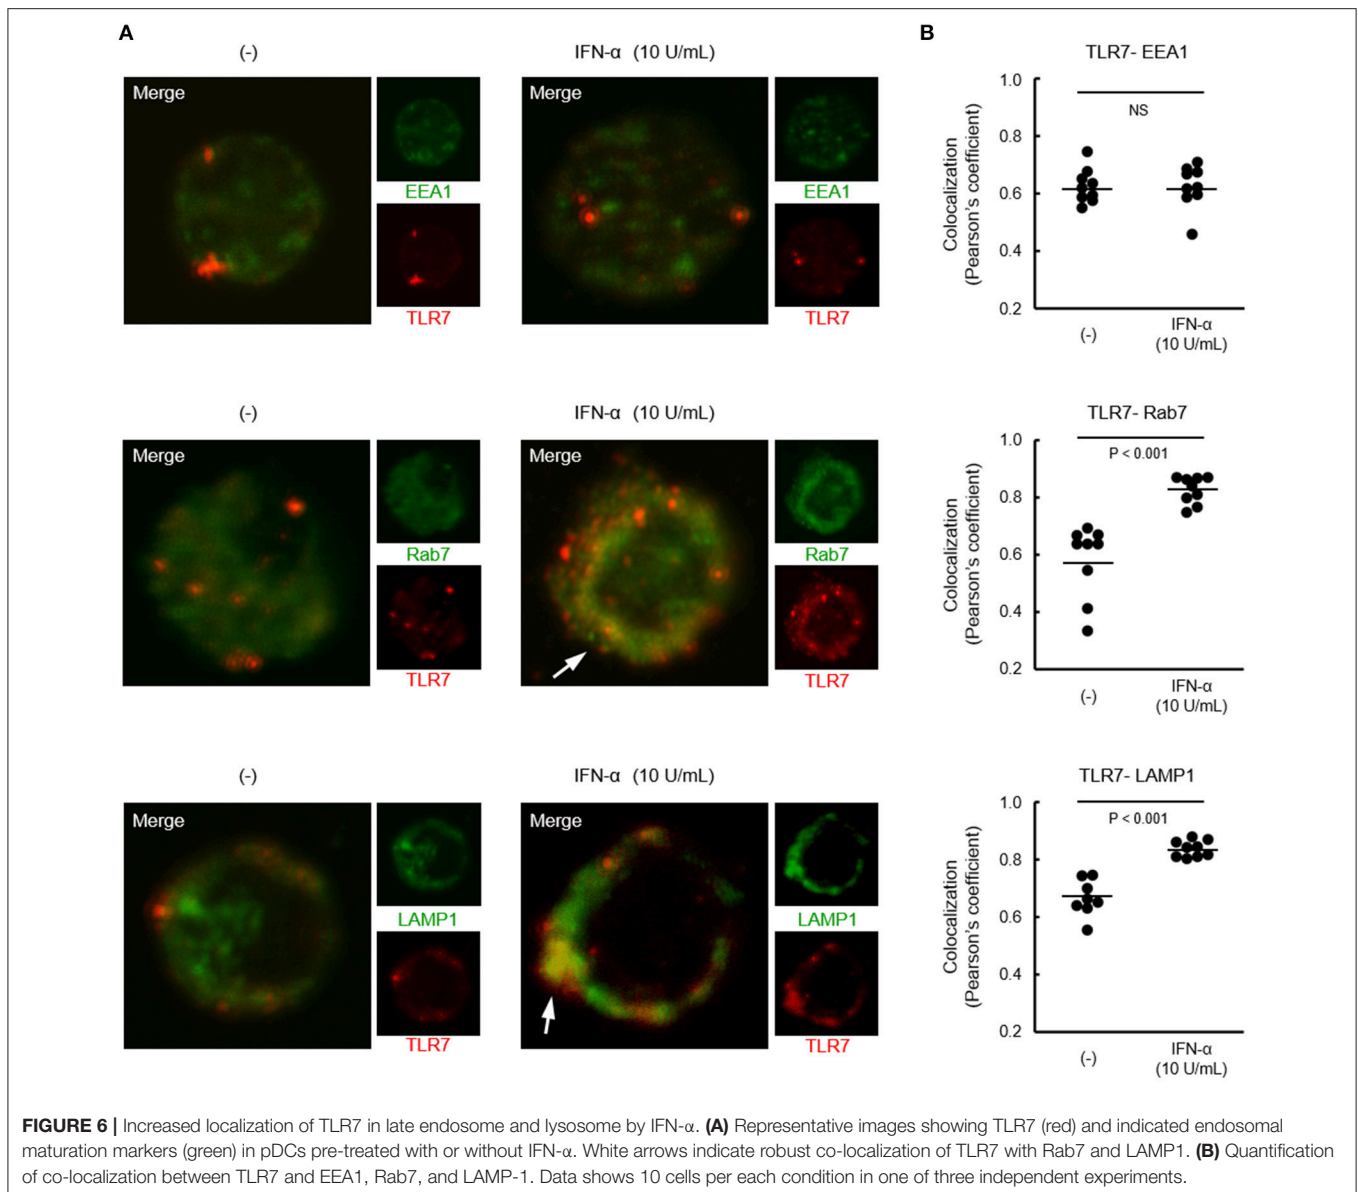 A
(-)
IFN-α (10 U/mL)
Merge
EEA1
TLR7
Merge
EEA1
TLR7
(-)
IFN-α (10 U/mL)
Merge
Rab7
TLR7
Merge
Rab7
TLR7
(-)
IFN-α (10 U/mL)
Merge
LAMP1
TLR7
Merge
LAMP1
TLR7
B
TLR7- EEA1
Colocalization
(Pearson's coefficient)
1.0
0.8
0.6
0.4
0.2
NS
(-)
IFN-α
(10 U/mL)
TLR7- Rab7
Colocalization
(Pearson's coefficient)
1.0
0.8
0.6
0.4
0.2
P < 0.001
(-)
IFN-α
(10 U/mL)
TLR7- LAMP1
Colocalization
(Pearson's coefficient)
1.0
0.8
0.6
0.4
0.2
P < 0.001
(-)
IFN-α
(10 U/mL)
FIGURE 6 | Increased localization of TLR7 in late endosome and lysosome by IFN-α. (A) Representative images showing TLR7 (red) and indicated endosomal
maturation markers (green) in pDCs pre-treated with or without IFN-α. White arrows indicate robust co-localization of TLR7 with Rab7 and LAMP1. (B) Quantification
of co-localization between TLR7 and EEA1, Rab7, and LAMP-1. Data shows 10 cells per each condition in one of three independent experiments.